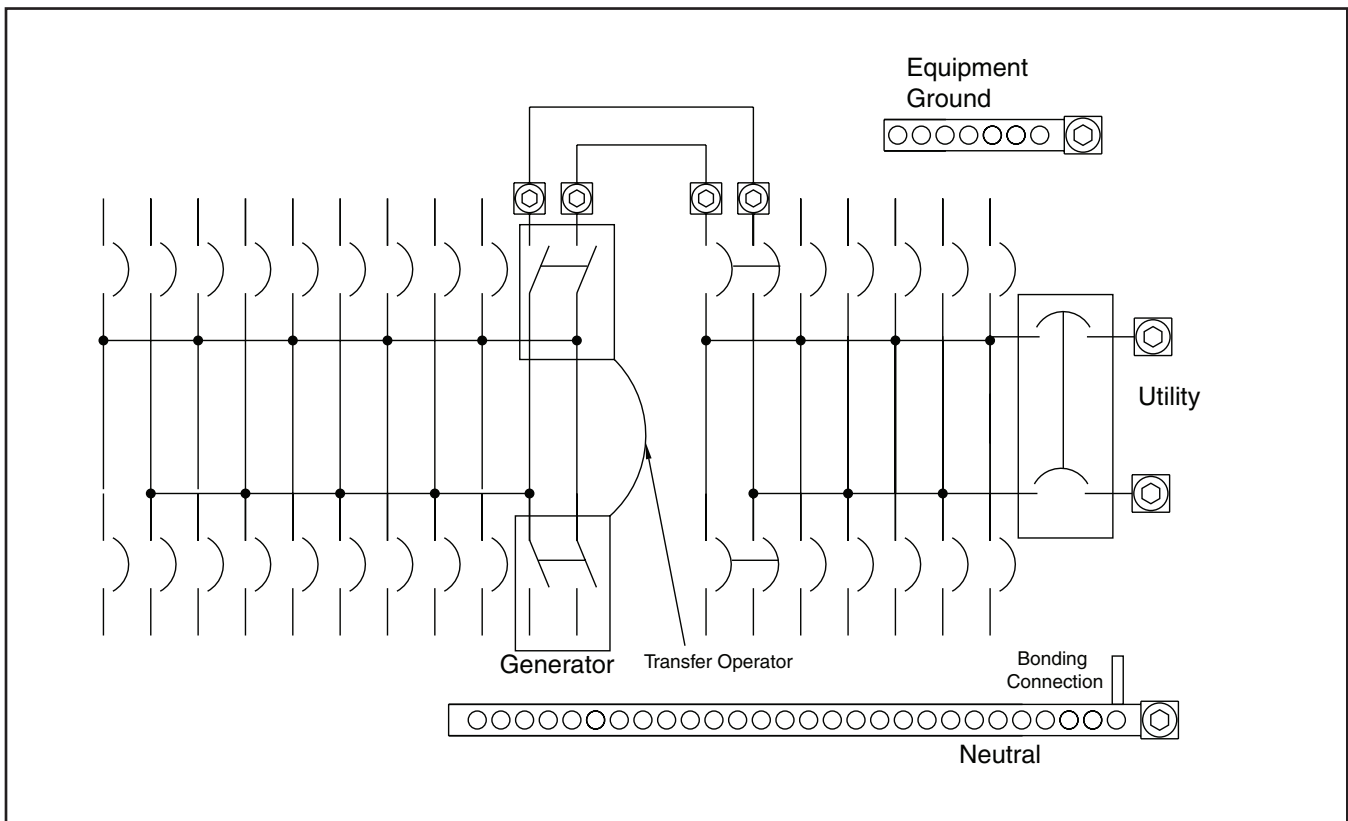 Equipment
Ground
Utility
Generator
Transfer Operator
Bonding
Connection
Neutral